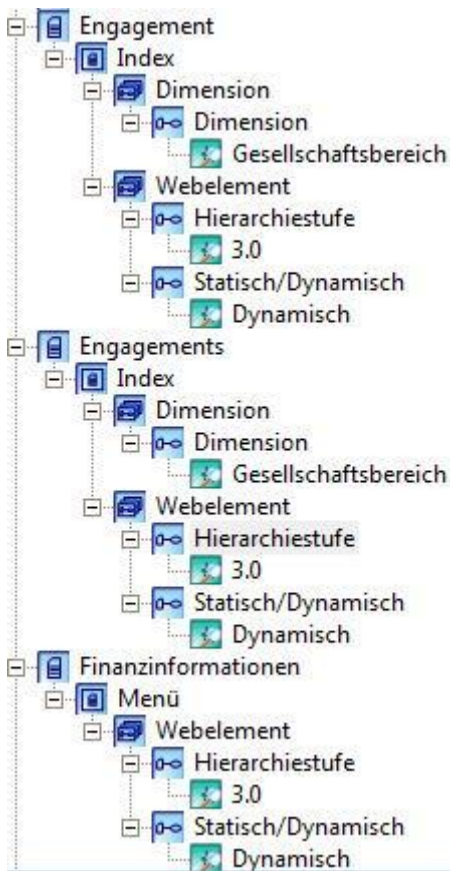 Engagement
Index
Dimension
Dimension
Gesellschaftsbereich
Webelement
Hierarchiestufe
3.0
Statisch/Dynamisch
Dynamisch
Engagements
Index
Dimension
Dimension
Gesellschaftsbereich
Webelement
Hierarchiestufe
3.0
Statisch/Dynamisch
Dynamisch
Finanzinformationen
Menü
Webelement
Hierarchiestufe
3.0
Statisch/Dynamisch
Dynamisch